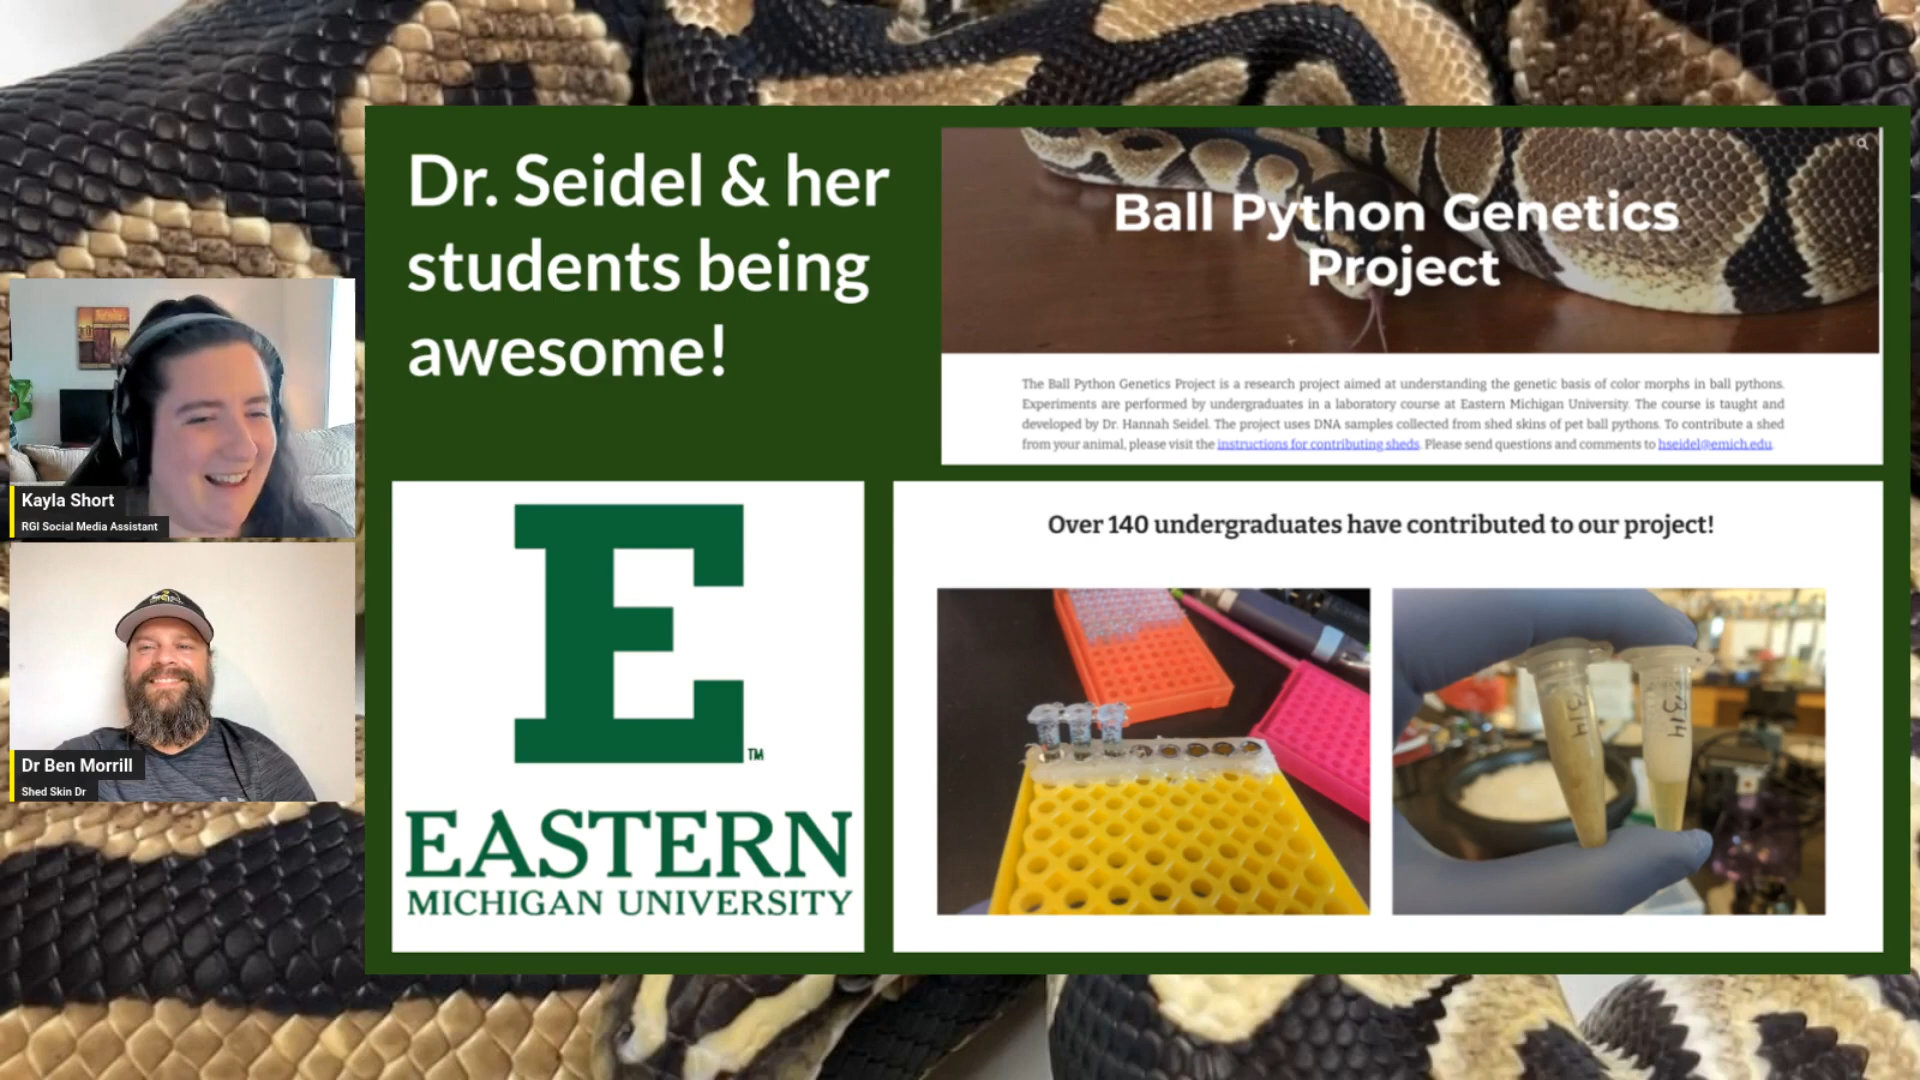 Dr. Seidel & her
students being
awesome!
Ball Python Genetics
Project
The Ball Python Genetics Project is a research project aimed at understanding the genetic basis of color morphs in ball pythons.
Experiments are performed by undergraduates in a laboratory course at Eastern Michigan University. The course is taught and
developed by Dr. Hannah Seidel. The project uses DNA samples collected from shed skins of pet ball pythons. To contribute a shed
from your animal, please visit the instructions for contributing sheds. Please send questions and comments to hseidel@emich.edu.
Kayla Short
RGI Social Media Assistant
Dr Ben Morrill
Shed Skin Dr
E
TM
EASTERN
MICHIGAN UNIVERSITY
Over 140 undergraduates have contributed to our project!